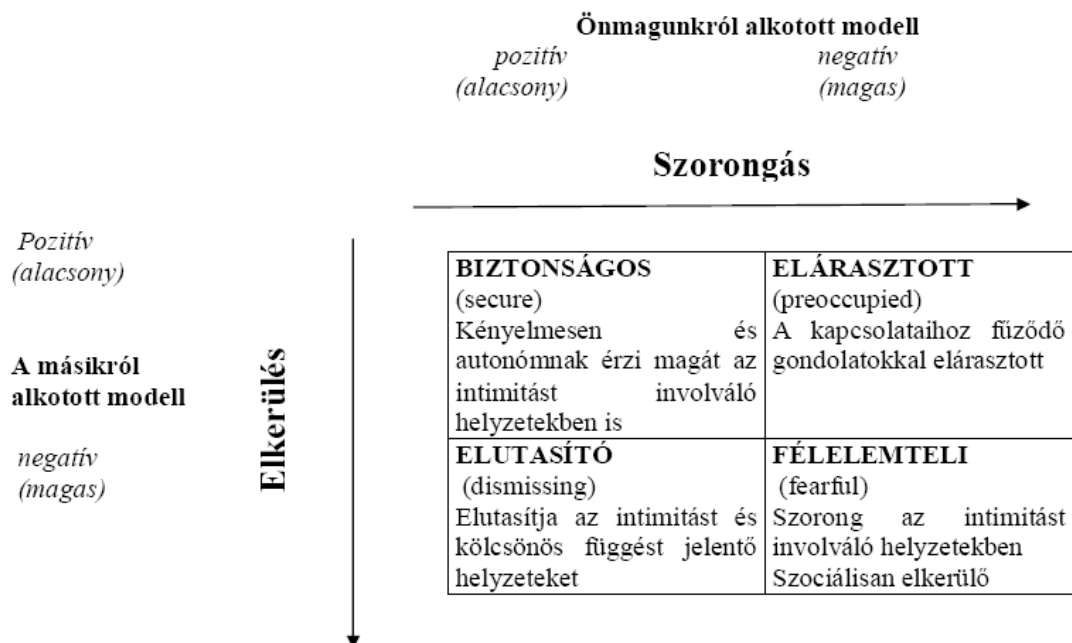 Önmagunkról alkotott modell
pozitív negatív
(alacsony) (magas)
Szorongás
Pozitív
(alacsony)
A másikról
alkotott modell
negatív
(magas)
Elkerülés
BIZTONSÁGOS
(secure)
Kényelmesen és
autonómnak érzi magát az
intimitást involváló
helyzetekben is
ELÁRASZTOTT
(preoccupied)
A kapcsolataihoz fűződő
gondolatokkal elárasztott
ELUTASÍTÓ
(dismissing)
Elutasítja az intimitást és
kölcsönös függést jelentő
helyzeteket
FÉLELEMTELI
(fearful)
Szorong az intimitást
involváló helyzetekben
Szociálisan elkerülő